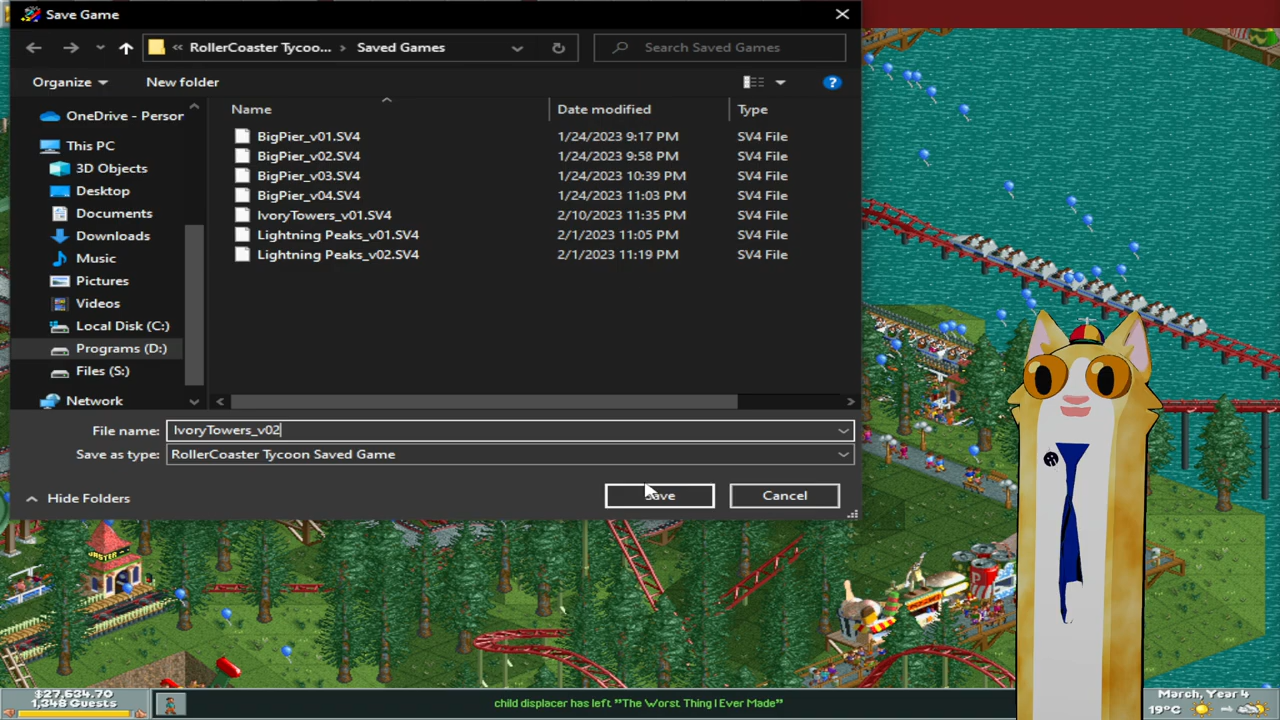 Save Game
« RollerCoaster Tycoo... > Saved Games
Search Saved Games
Organize New folder
Name Date modified Type
OneDrive - Person
This PC
3D Objects
Desktop
Documents
Downloads
Music
Pictures
Videos
Local Disk (C:)
Programs (D:)
Files (S:)
Network
BigPier_v01.SV4 1/24/2023 9:17 PM SV4 File
BigPier_v02.SV4 1/24/2023 9:58 PM SV4 File
BigPier_v03.SV4 1/24/2023 10:39 PM SV4 File
BigPier_v04.SV4 1/24/2023 11:03 PM SV4 File
IvoryTowers_v01.SV4 2/10/2023 11:35 PM SV4 File
Lightning Peaks_v01.SV4 2/1/2023 11:05 PM SV4 File
Lightning Peaks_v02.SV4 2/1/2023 11:19 PM SV4 File
File name: IvoryTowers_v02
Save as type: RollerCoaster Tycoon Saved Game
Hide Folders
Save Cancel
$27,634.70
1,348 Guests
child displacer has left "The Worst Thing I Ever Made"
March, Year 4
19°C